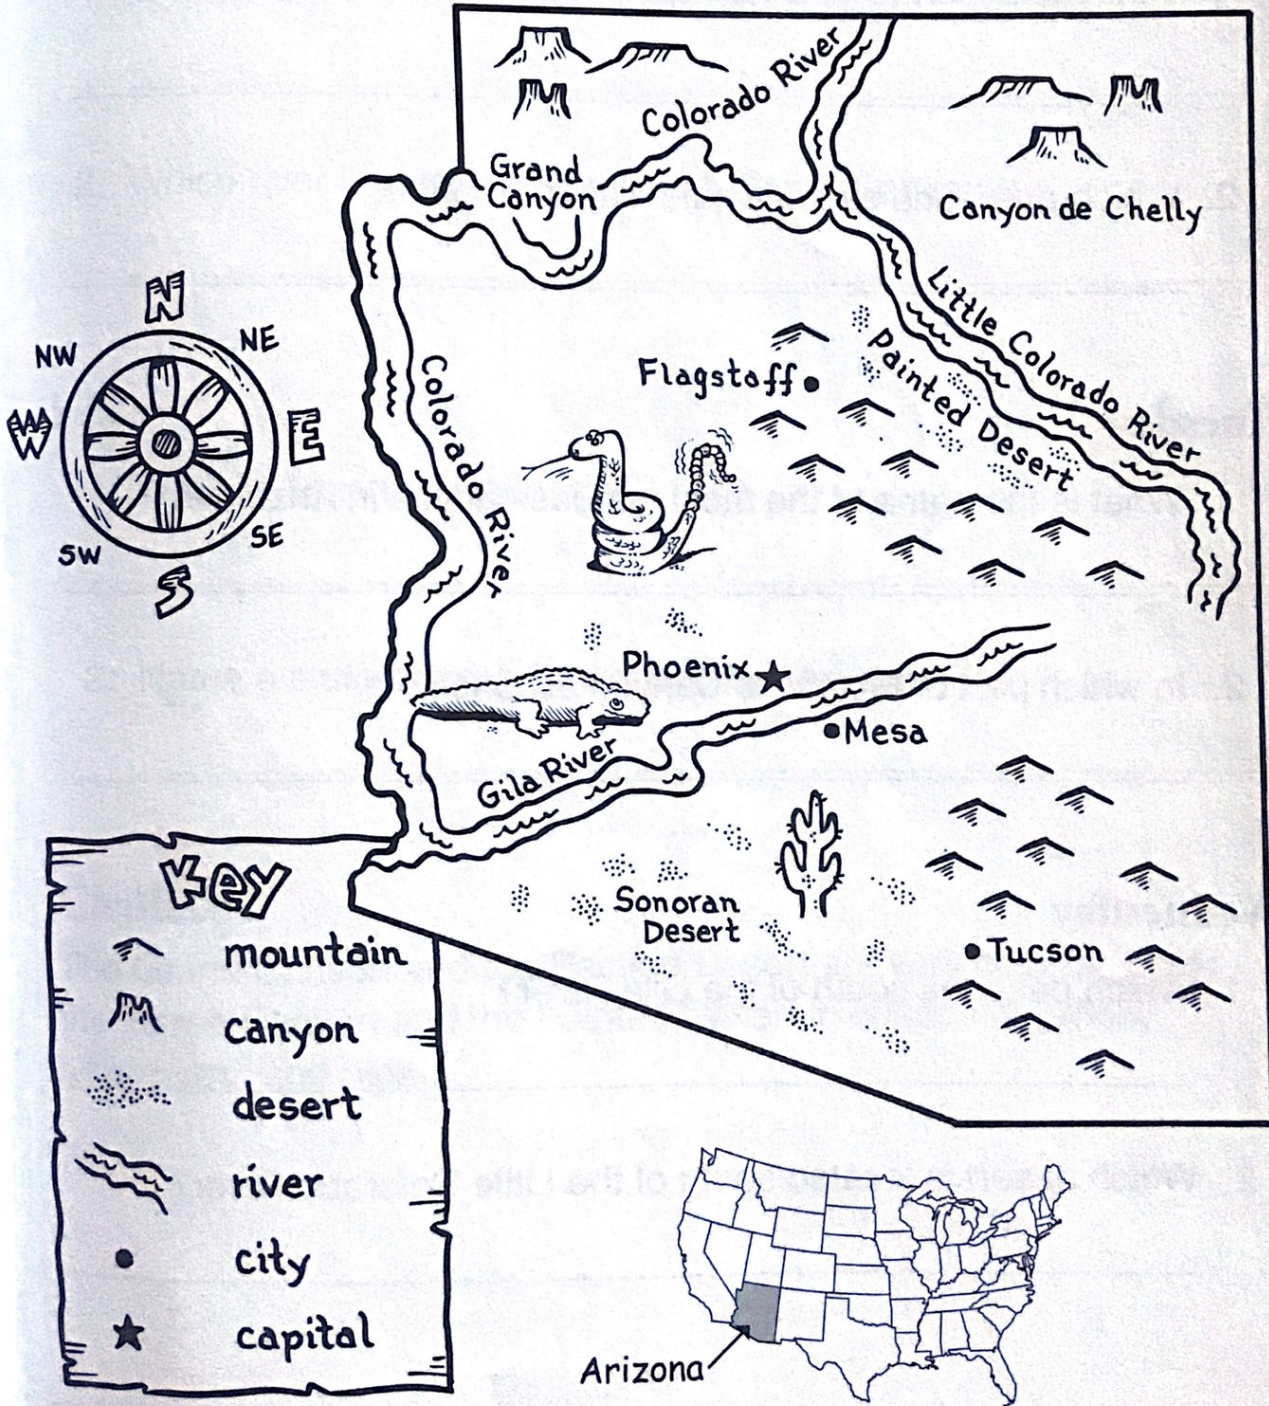 Colorado River
Grand
Canyon
Canyon de Chelly
N
NE
E
SE
S
SW
W
NW
Little Colorado River
Painted Desert
Flagstaff
Colorado River
Phoenix
Mesa
Gila River
Sonoran
Desert
Tucson
Key
mountain
canyon
desert
river
city
capital
Arizona